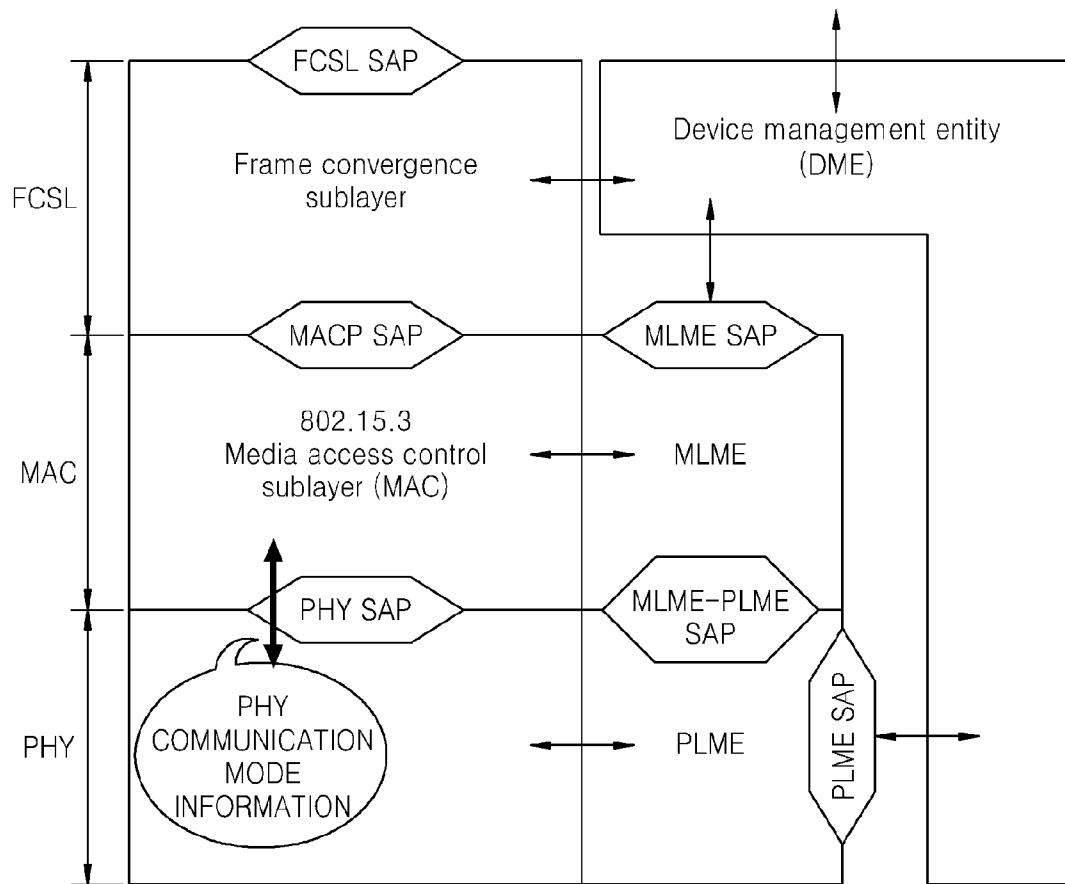 FCSL SAP
Device management entity
(DME)
Frame convergence
sublayer
FCSL
MACP SAP
MLME SAP
802.15.3
Media access control
sublayer (MAC)
MLME
MAC
PHY SAP
MLME-PLME
SAP
PHY
COMMUNICATION
MODE
INFORMATION
PHY
PLME
PLME SAP